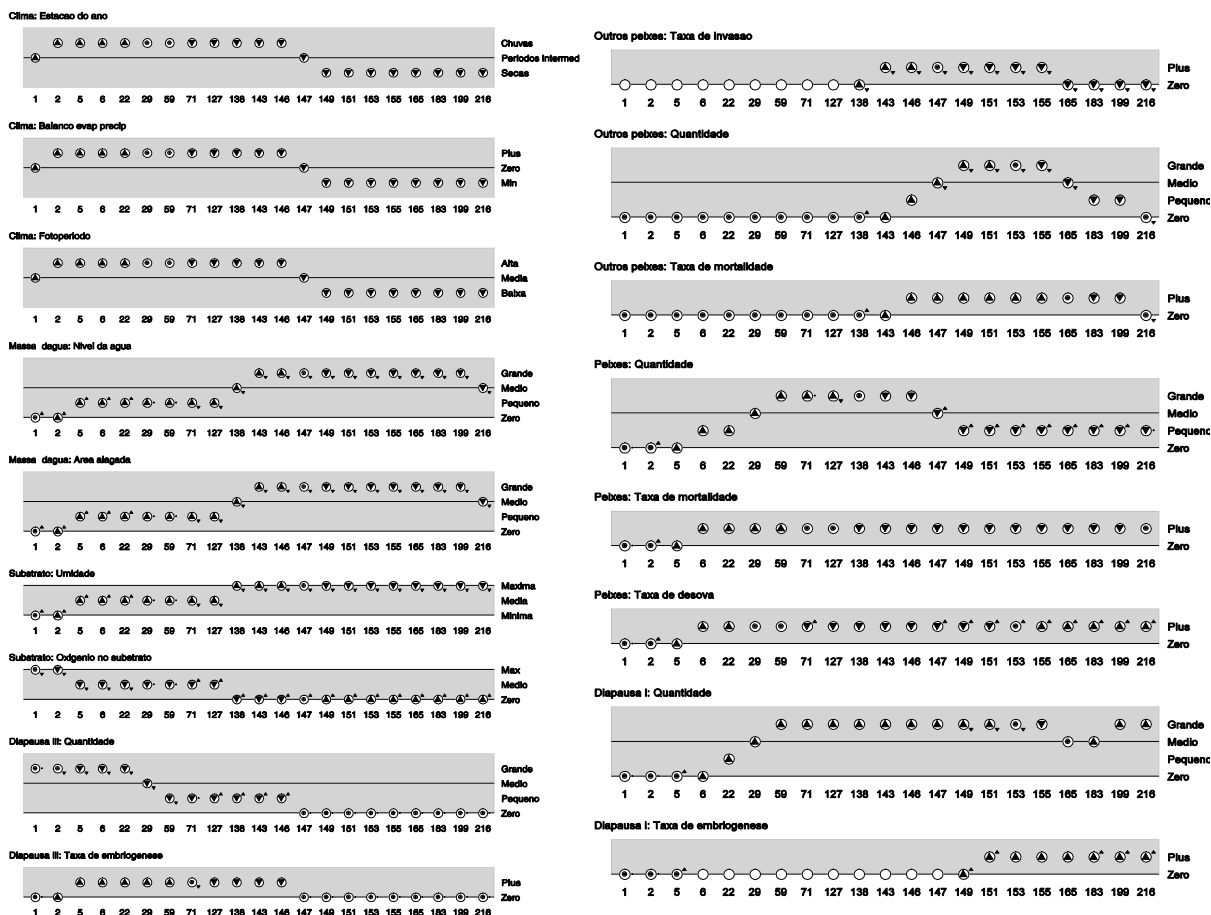 Clima: Estacao do ano
Chuvas
Periodos Intermed
Secas
1 2 5 6 22 29 59 71 127 138 143 146 147 149 151 153 155 165 183 199 216
Clima: Balanco evap precip
Plus
Zero
Min
1 2 5 6 22 29 59 71 127 138 143 146 147 149 151 153 155 165 183 199 216
Clima: Fotoperiodo
Alta
Media
Baixa
1 2 5 6 22 29 59 71 127 138 143 146 147 149 151 153 155 165 183 199 216
Massa dagua: Nivel da agua
Grande
Medio
Pequeno
Zero
1 2 5 6 22 29 59 71 127 138 143 146 147 149 151 153 155 165 183 199 216
Massa dagua: Area alagada
Grande
Medio
Pequeno
Zero
1 2 5 6 22 29 59 71 127 138 143 146 147 149 151 153 155 165 183 199 216
Substrato: Umidade
Maxima
Media
Minima
1 2 5 6 22 29 59 71 127 138 143 146 147 149 151 153 155 165 183 199 216
Substrato: Oxigenio no substrato
Max
Medio
Zero
1 2 5 6 22 29 59 71 127 138 143 146 147 149 151 153 155 165 183 199 216
Diapausa III: Quantidade
Grande
Medio
Pequeno
Zero
1 2 5 6 22 29 59 71 127 138 143 146 147 149 151 153 155 165 183 199 216
Diapausa III: Taxa de embriogenese
Plus
Zero
1 2 5 6 22 29 59 71 127 138 143 146 147 149 151 153 155 165 183 199 216
Outros peixes: Taxa de invasao
Plus
Zero
1 2 5 6 22 29 59 71 127 138 143 146 147 149 151 153 155 165 183 199 216
Outros peixes: Quantidade
Grande
Medio
Pequeno
Zero
1 2 5 6 22 29 59 71 127 138 143 146 147 149 151 153 155 165 183 199 216
Outros peixes: Taxa de mortalidade
Plus
Zero
1 2 5 6 22 29 59 71 127 138 143 146 147 149 151 153 155 165 183 199 216
Peixes: Quantidade
Grande
Medio
Pequeno
Zero
1 2 5 6 22 29 59 71 127 138 143 146 147 149 151 153 155 165 183 199 216
Peixes: Taxa de mortalidade
Plus
Zero
1 2 5 6 22 29 59 71 127 138 143 146 147 149 151 153 155 165 183 199 216
Peixes: Taxa de desova
Plus
Zero
1 2 5 6 22 29 59 71 127 138 143 146 147 149 151 153 155 165 183 199 216
Diapausa I: Quantidade
Grande
Medio
Pequeno
Zero
1 2 5 6 22 29 59 71 127 138 143 146 147 149 151 153 155 165 183 199 216
Diapausa I: Taxa de embriogenese
Plus
Zero
1 2 5 6 22 29 59 71 127 138 143 146 147 149 151 153 155 165 183 199 216